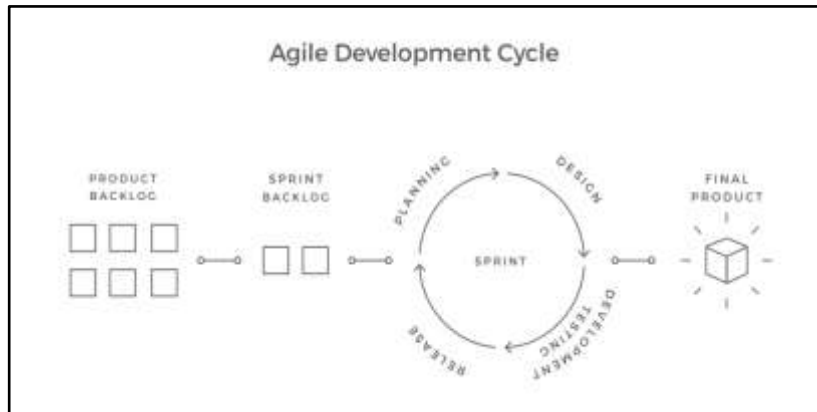 Agile Development Cycle
PRODUCT
BACKLOG
SPRINT
BACKLOG
PLANNING
DESIGN
SPRINT
DEVELOPMENT
TESTING
RELEASE
FINAL
PRODUCT